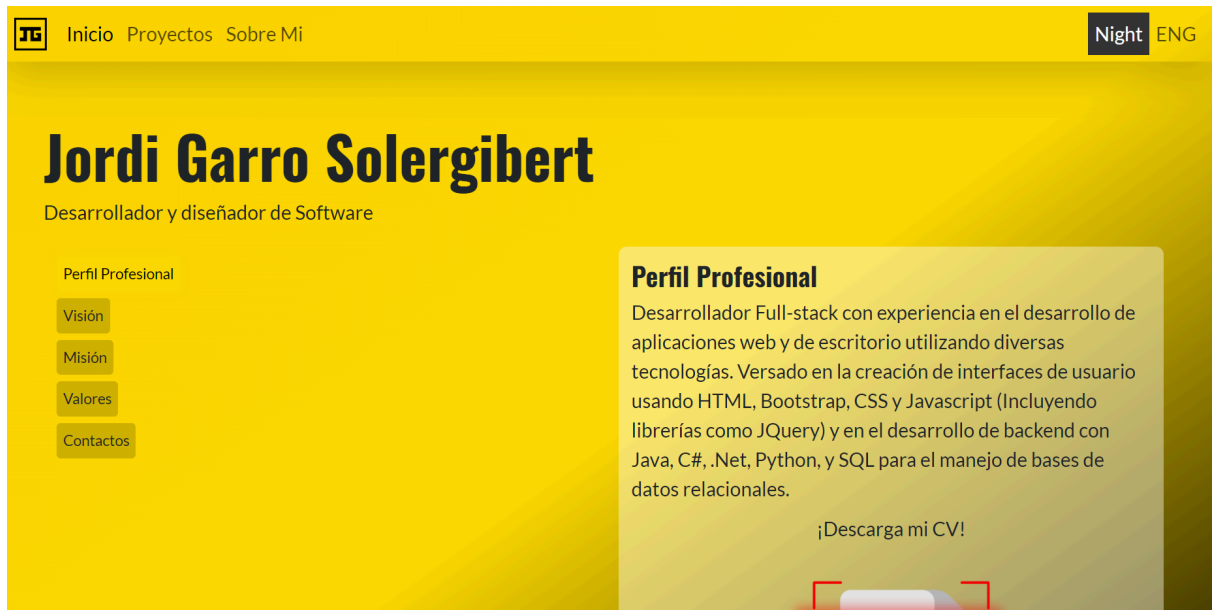 JG
Inicio Proyectos Sobre Mi
Night ENG
Jordi Garro Solergibert
Desarrollador y diseñador de Software
Perfil Profesional
Visión
Misión
Valores
Contactos
Perfil Profesional
Desarrollador Full-stack con experiencia en el desarrollo de
aplicaciones web y de escritorio utilizando diversas
tecnologías. Versado en la creación de interfaces de usuario
usando HTML, Bootstrap, CSS y Javascript (Incluyendo
librerías como JQuery) y en el desarrollo de backend con
Java, C#, .Net, Python, y SQL para el manejo de bases de
datos relacionales.
¡Descarga mi CV!